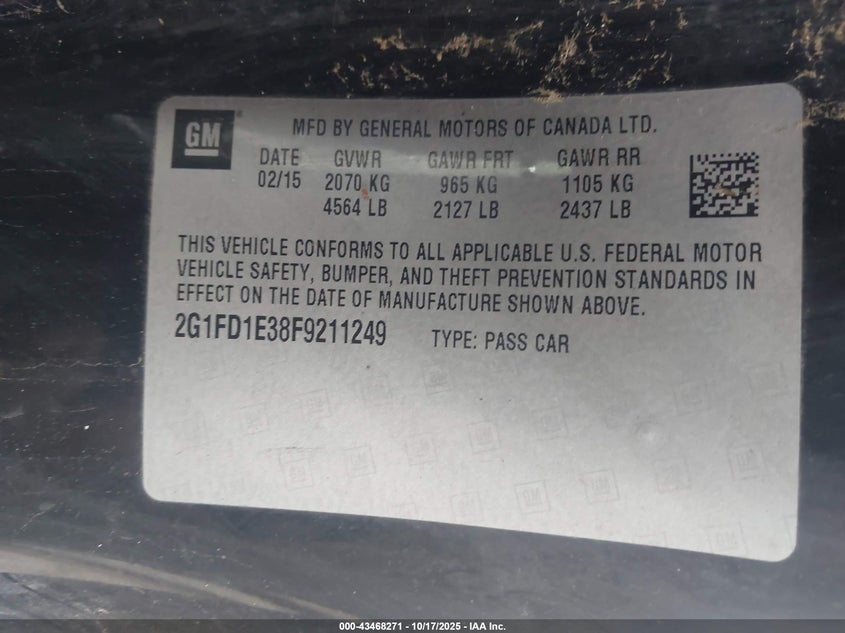 GM
MFD BY GENERAL MOTORS OF CANADA LTD.
DATE GVWR GAWR FRT GAWR RR
02/15 2070 KG 965 KG 1105 KG
4564 LB 2127 LB 2437 LB
THIS VEHICLE CONFORMS TO ALL APPLICABLE U.S. FEDERAL MOTOR
VEHICLE SAFETY, BUMPER, AND THEFT PREVENTION STANDARDS IN
EFFECT ON THE DATE OF MANUFACTURE SHOWN ABOVE.
2G1FD1E38F9211249 TYPE: PASS CAR
000-43468271 - 10/17/2025 - IAA Inc.